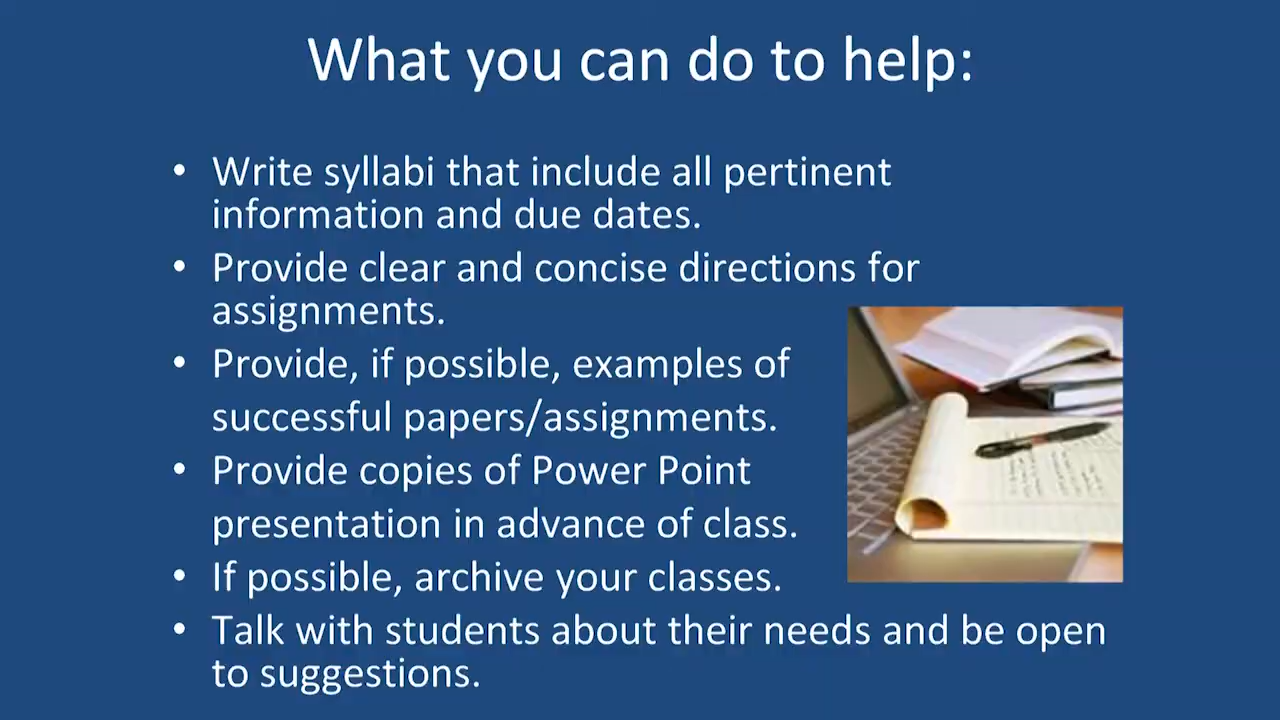 What you can do to help:
• Write syllabi that include all pertinent
information and due dates.
• Provide clear and concise directions for
assignments.
• Provide, if possible, examples of
successful papers/assignments.
• Provide copies of Power Point
presentation in advance of class.
• If possible, archive your classes.
• Talk with students about their needs and be open
to suggestions.